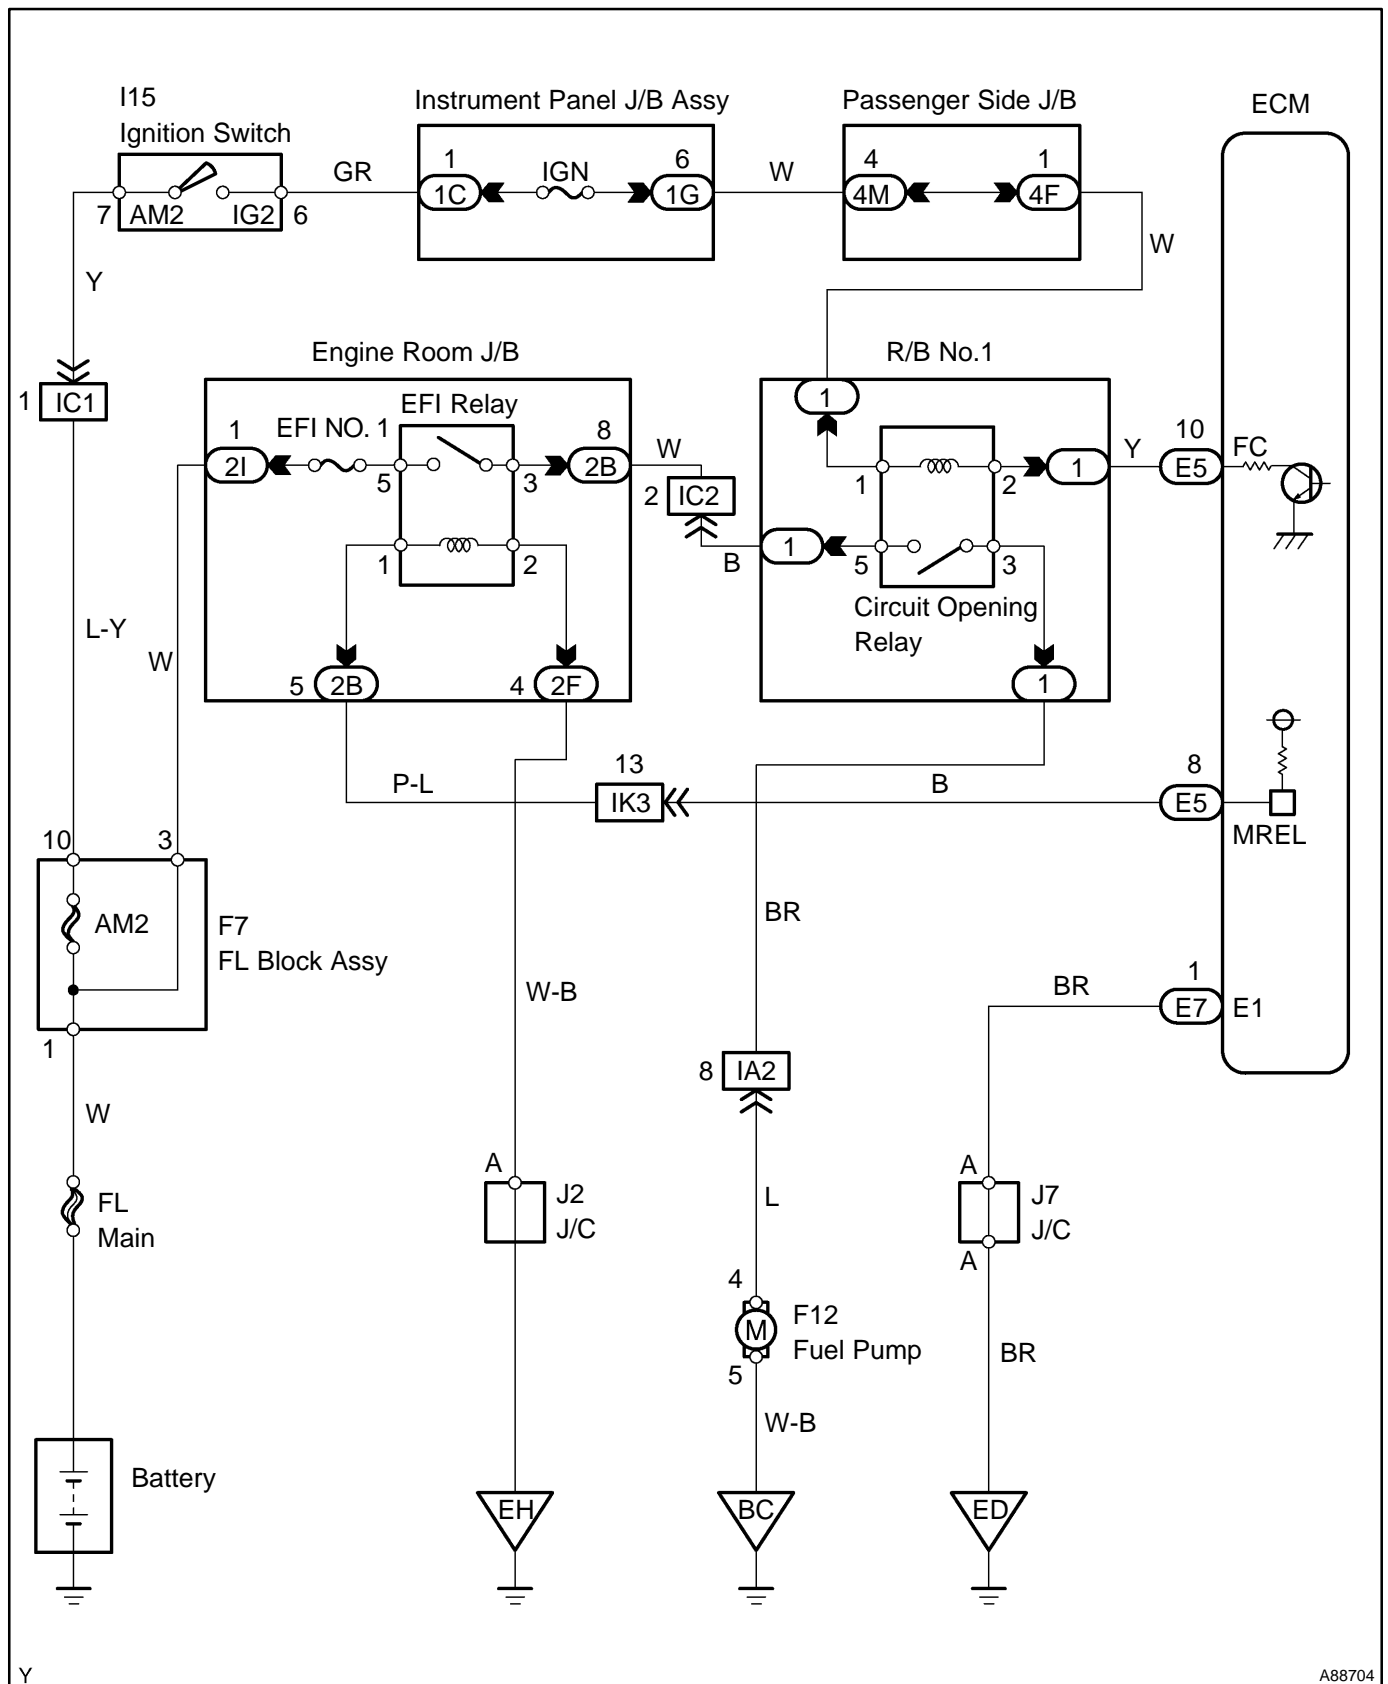 I15
Ignition Switch
Instrument Panel J/B Assy
Passenger Side J/B
ECM
GR
1
IGN
6
W
4
1
1C
1G
4M
4F
7
AM2
IG2
6
W
Y
Engine Room J/B
R/B No.1
1
IC1
EFI Relay
1
1
EFI NO. 1
8
W
10
FC
2I
2B
Y
5
3
2
IC2
1
2
1
E5
1
B
5
3
1
2
Circuit Opening
Relay
L-Y
W
5
2B
4
2F
1
P-L
13
B
8
IK3
E5
MREL
10
3
AM2
F7
FL Block Assy
BR
W-B
BR
1
E7
E1
1
8
IA2
W
A
A
FL
Main
J2
J/C
L
J7
J/C
A
4
M
F12
Fuel Pump
5
BR
W-B
Battery
EH
BC
ED
Y
A88704